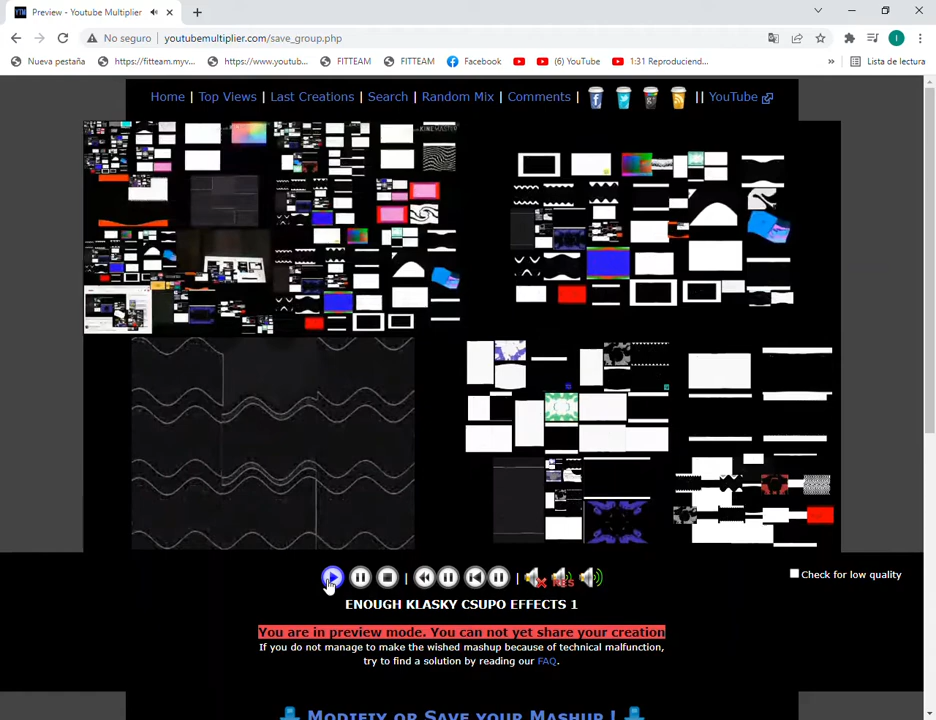 Preview - Youtube Multiplier
No seguro
youtubemultiplier.com/save_group.php
I
Nueva pestaña
https://fitteam.myv...
https://www.youtub...
FITTEAM
FITTEAM
Facebook
(6) YouTube
1:31 Reproduciend...
»
Lista de lectura
Home | Top Views | Last Creations | Search | Random Mix | Comments | || YouTube
KINEMASTER
RES
Check for low quality
ENOUGH KLASKY CSUPO EFFECTS 1
You are in preview mode. You can not yet share your creation
If you do not manage to make the wished mashup because of technical malfunction,
try to find a solution by reading our FAQ.
Modifiy or Save your Mashup !